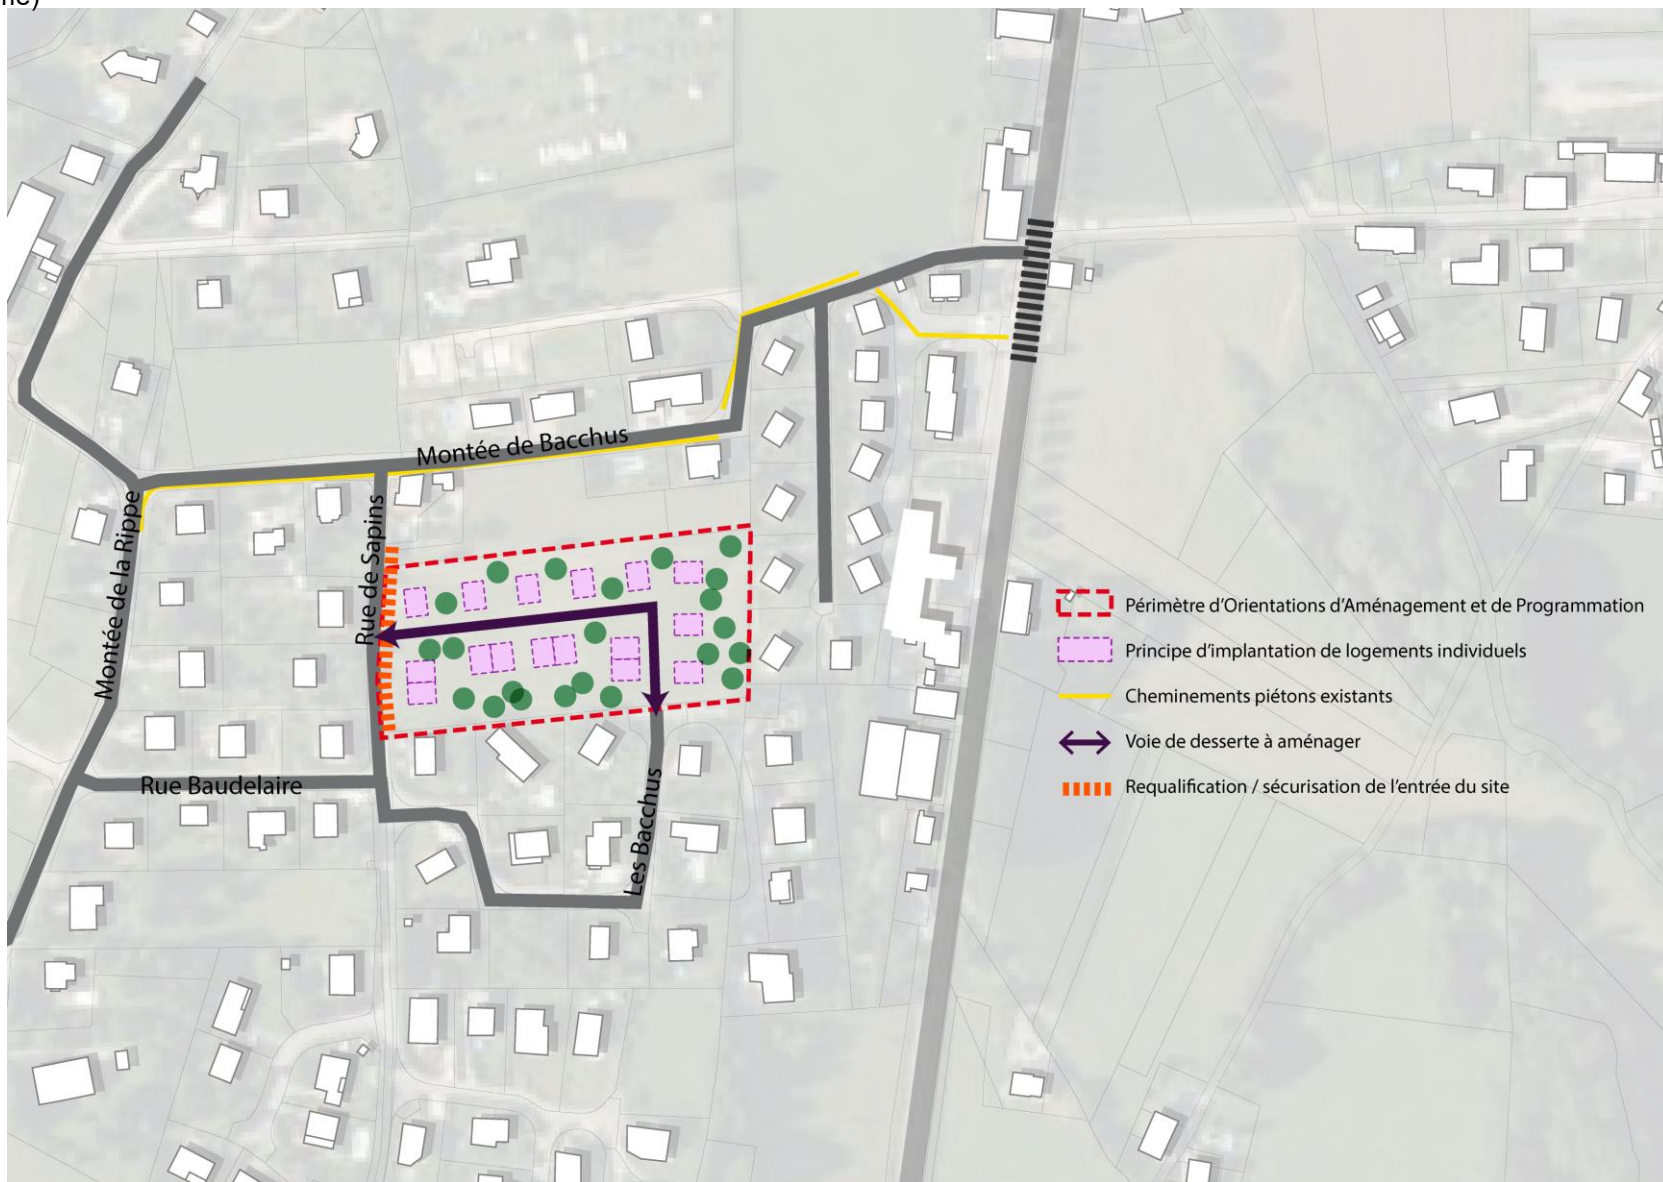 Montée de Bacchus
Montée de la Rippe
Rue de Sapins
Périmètre d'Orientations d'Aménagement et de Programmation
Principe d'implantation de logements individuels
Cheminements piétons existants
Voie de desserte à aménager
Requalification / sécurisation de l'entrée du site
Rue Baudelaire
Les Bacchus